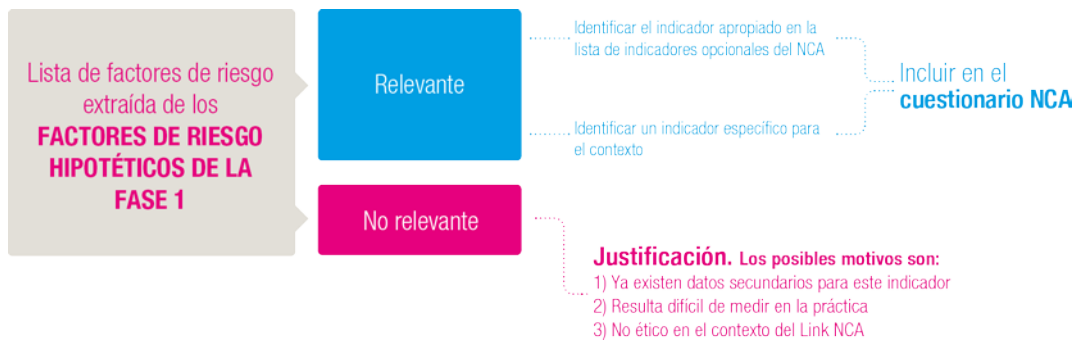 Lista de factores de riesgo
extraída de los
FACTORES DE RIESGO
HIPOTÉTICOS DE LA
FASE 1
Relevante
Identificar el indicador apropiado en la
lista de indicadores opcionales del NCA
Identificar un indicador específico para
el contexto
Incluir en el
cuestionario NCA
No relevante
Justificación. Los posibles motivos son:
1) Ya existen datos secundarios para este indicador
2) Resulta difícil de medir en la práctica
3) No ético en el contexto del Link NCA